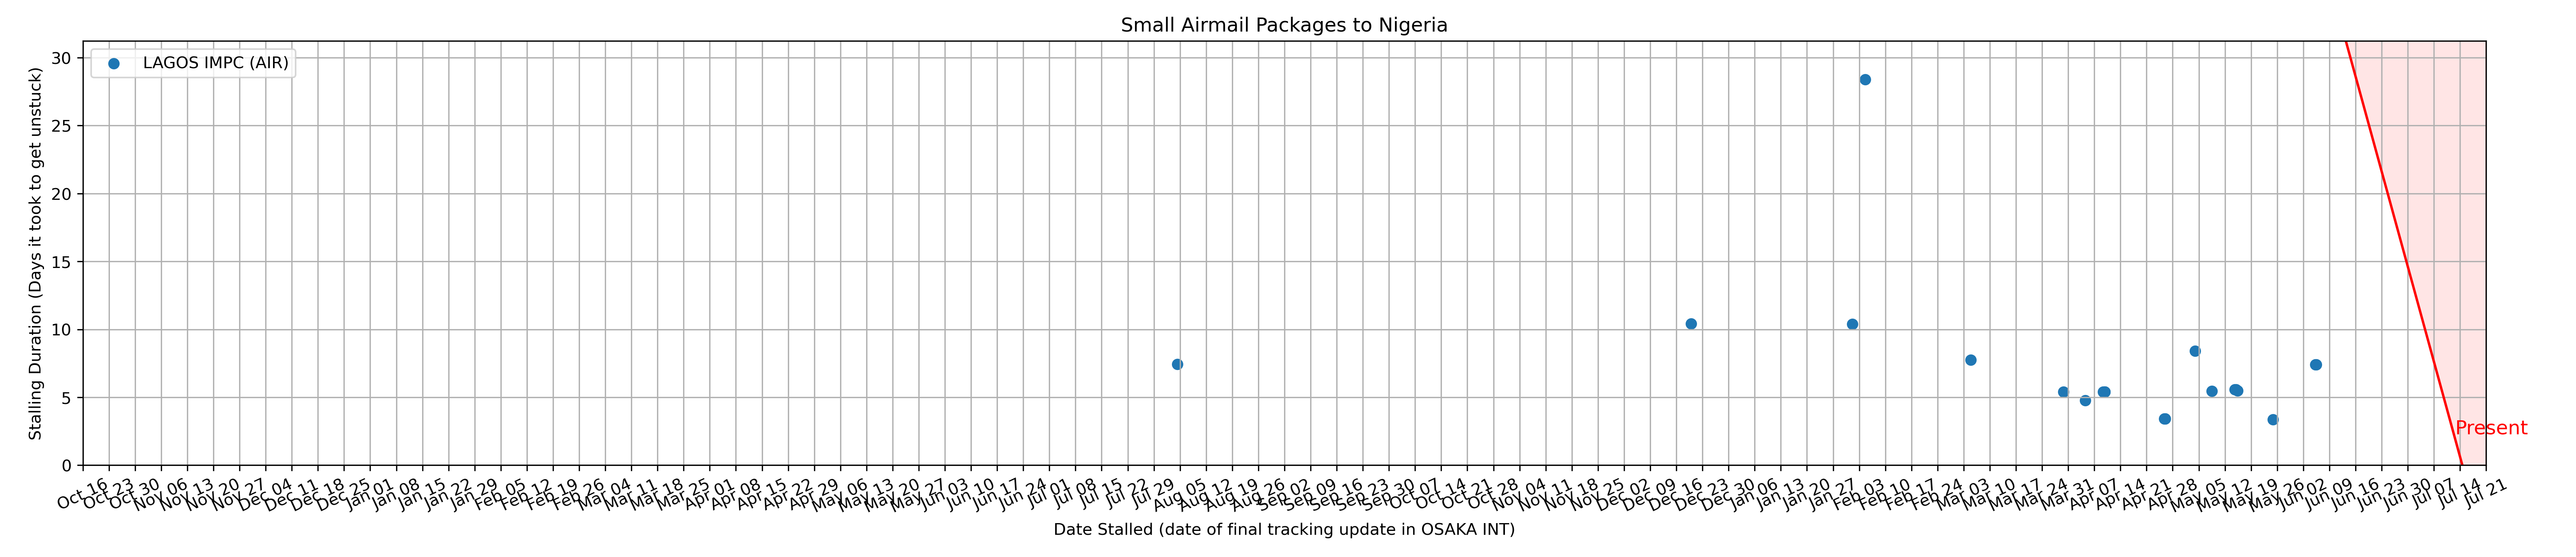 Small Airmail Packages to Nigeria
LAGOS IMPC (AIR)
Stalling Duration (Days it took to get unstuck)
30
25
20
15
10
5
0
Present
Oct 16 Oct 23 Oct 30 Nov 06 Nov 13 Nov 20 Nov 27 Dec 04 Dec 11 Dec 18 Dec 25 Jan 01 Jan 08 Jan 15 Jan 22 Jan 29 Feb 05 Feb 12 Feb 19 Feb 26 Mar 04 Mar 11 Mar 18 Mar 25 Apr 01 Apr 08 Apr 15 Apr 22 Apr 29 May 06 May 13 May 20 May 27 Jun 03 Jun 10 Jun 17 Jun 24 Jul 01 Jul 08 Jul 15 Jul 22 Jul 29 Aug 05 Aug 12 Aug 19 Aug 26 Sep 02 Sep 09 Sep 16 Sep 23 Sep 30 Oct 07 Oct 14 Oct 21 Oct 28 Nov 04 Nov 11 Nov 18 Nov 25 Dec 02 Dec 09 Dec 16 Dec 23 Dec 30 Jan 06 Jan 13 Jan 20 Jan 27 Feb 03 Feb 10 Feb 17 Feb 24 Mar 03 Mar 10 Mar 17 Mar 24 Mar 31 Apr 07 Apr 14 Apr 21 Apr 28 May 05 May 12 May 19 May 26 Jun 02 Jun 09 Jun 16 Jun 23 Jun 30 Jul 07 Jul 14 Jul 21
Date Stalled (date of final tracking update in OSAKA INT)